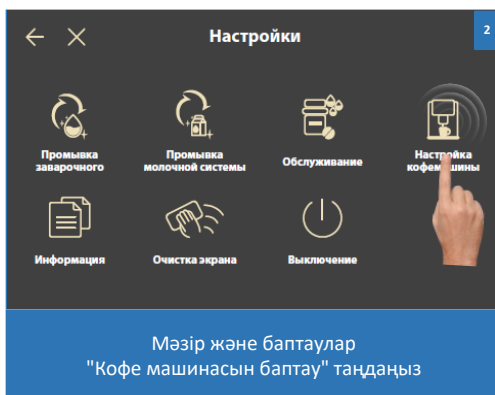 Настройки
2
Промывка
заварочного
Промывка
молочной системы
Обслуживание
Настройка
кофемашины
Информация
Очистка экрана
Выключение
Мәзір және баптаулар
"Кофе машинасын баптау" таңдаңыз